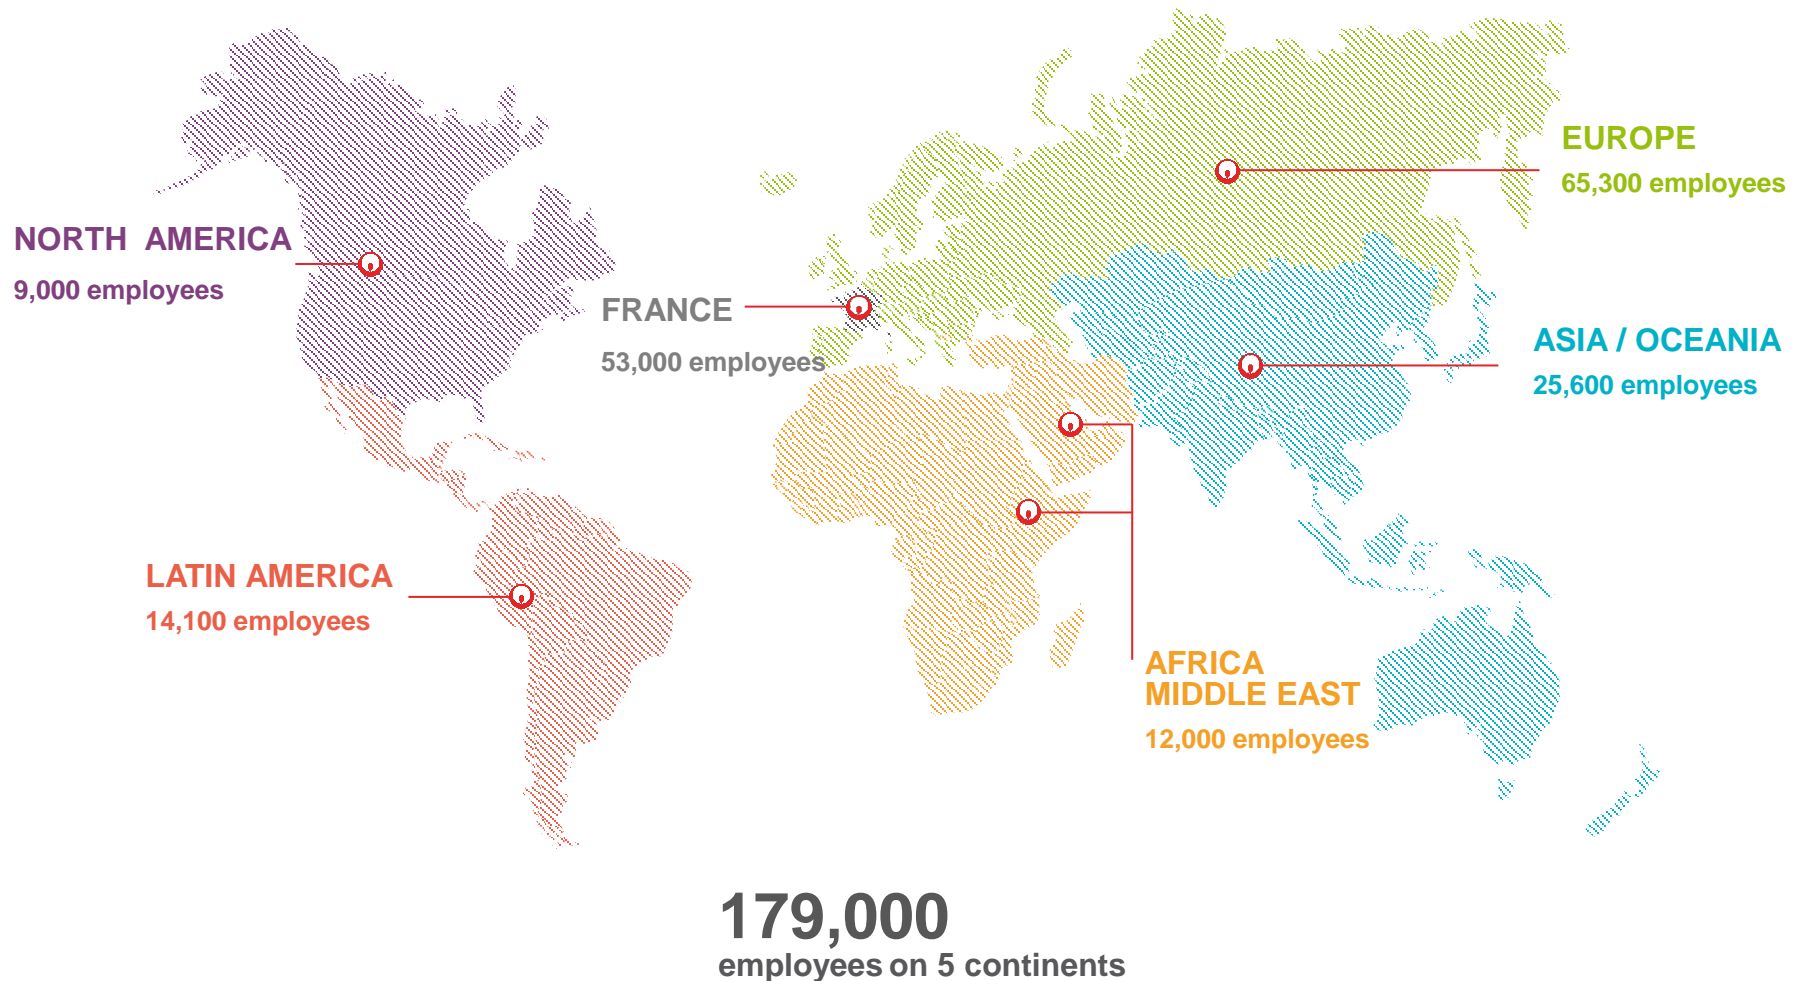 EUROPE
65,300 employees
NORTH AMERICA
9,000 employees
FRANCE
53,000 employees
ASIA / OCEANIA
25,600 employees
LATIN AMERICA
14,100 employees
AFRICA
MIDDLE EAST
12,000 employees
179,000
employees on 5 continents